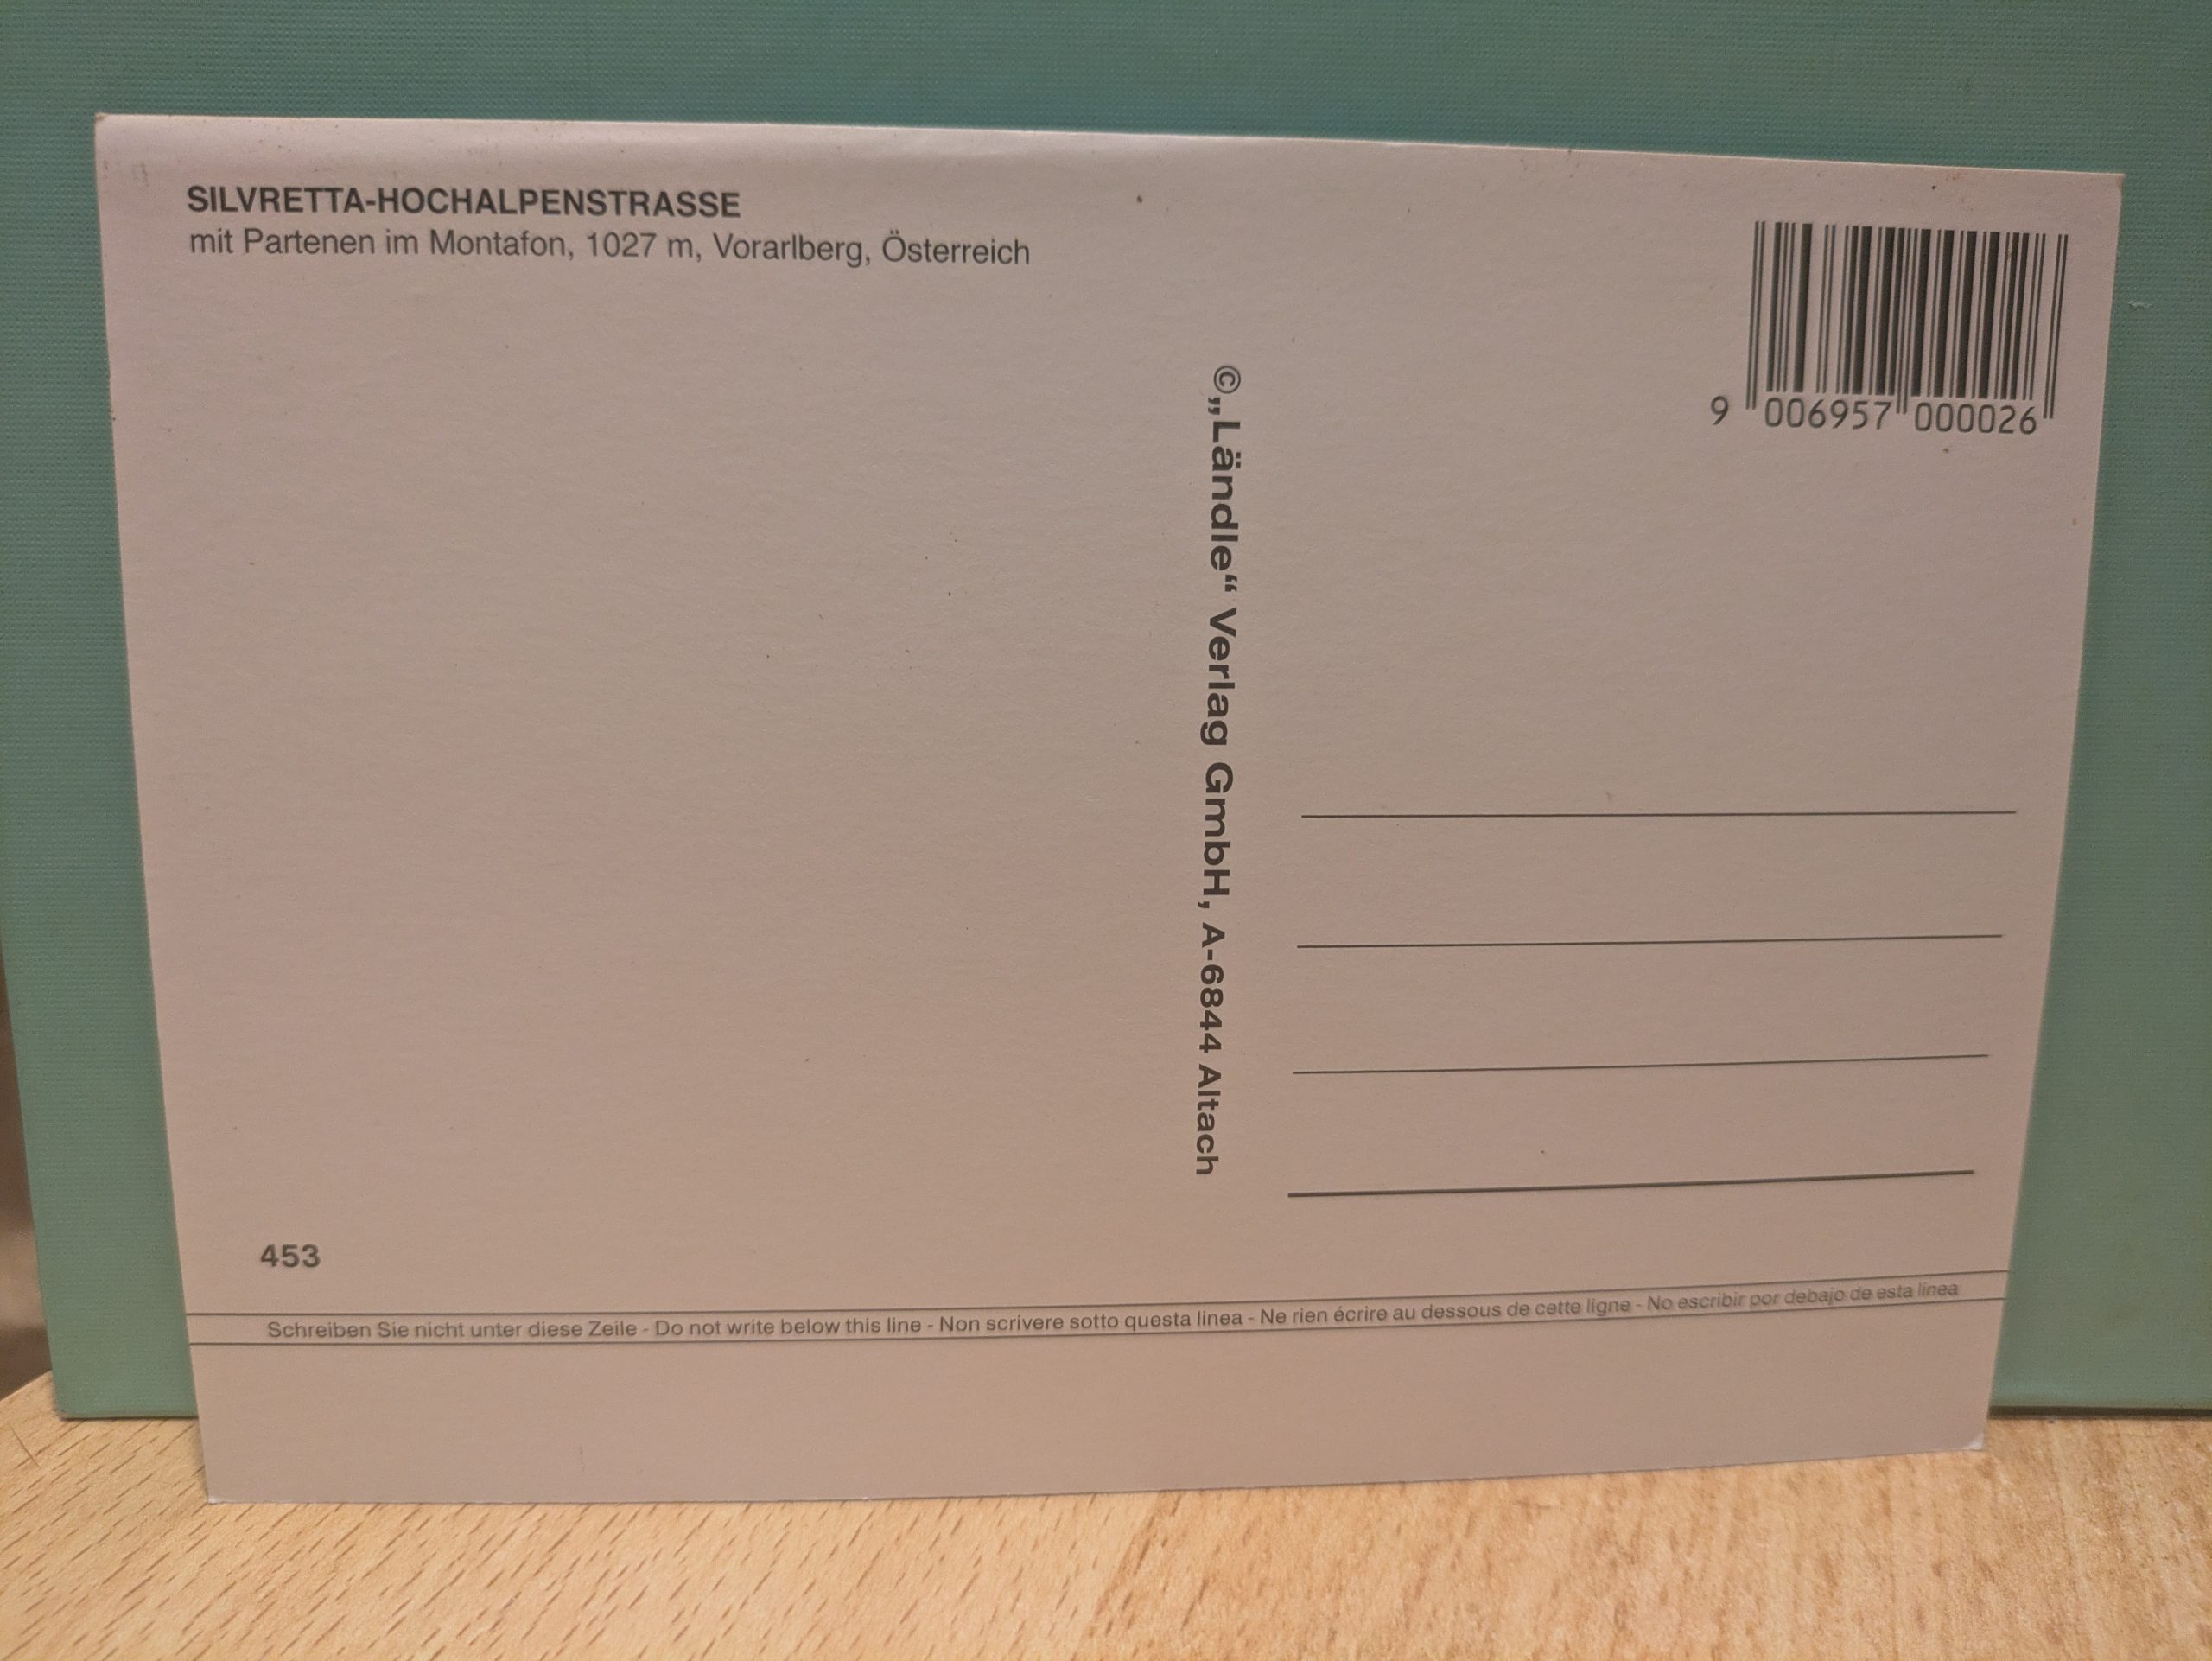 SILVRETTA-HOCHALPENSTRASSE
mit Partenen im Montafon, 1027 m, Vorarlberg, Österreich
9 006957 000026
©„Ländle“ Verlag GmbH, A-6844 Altach
453
Schreiben Sie nicht unter diese Zeile - Do not write below this line - Non scrivere sotto questa linea - Ne rien écrire au dessous de cette ligne - No escribir por debajo de esta linea